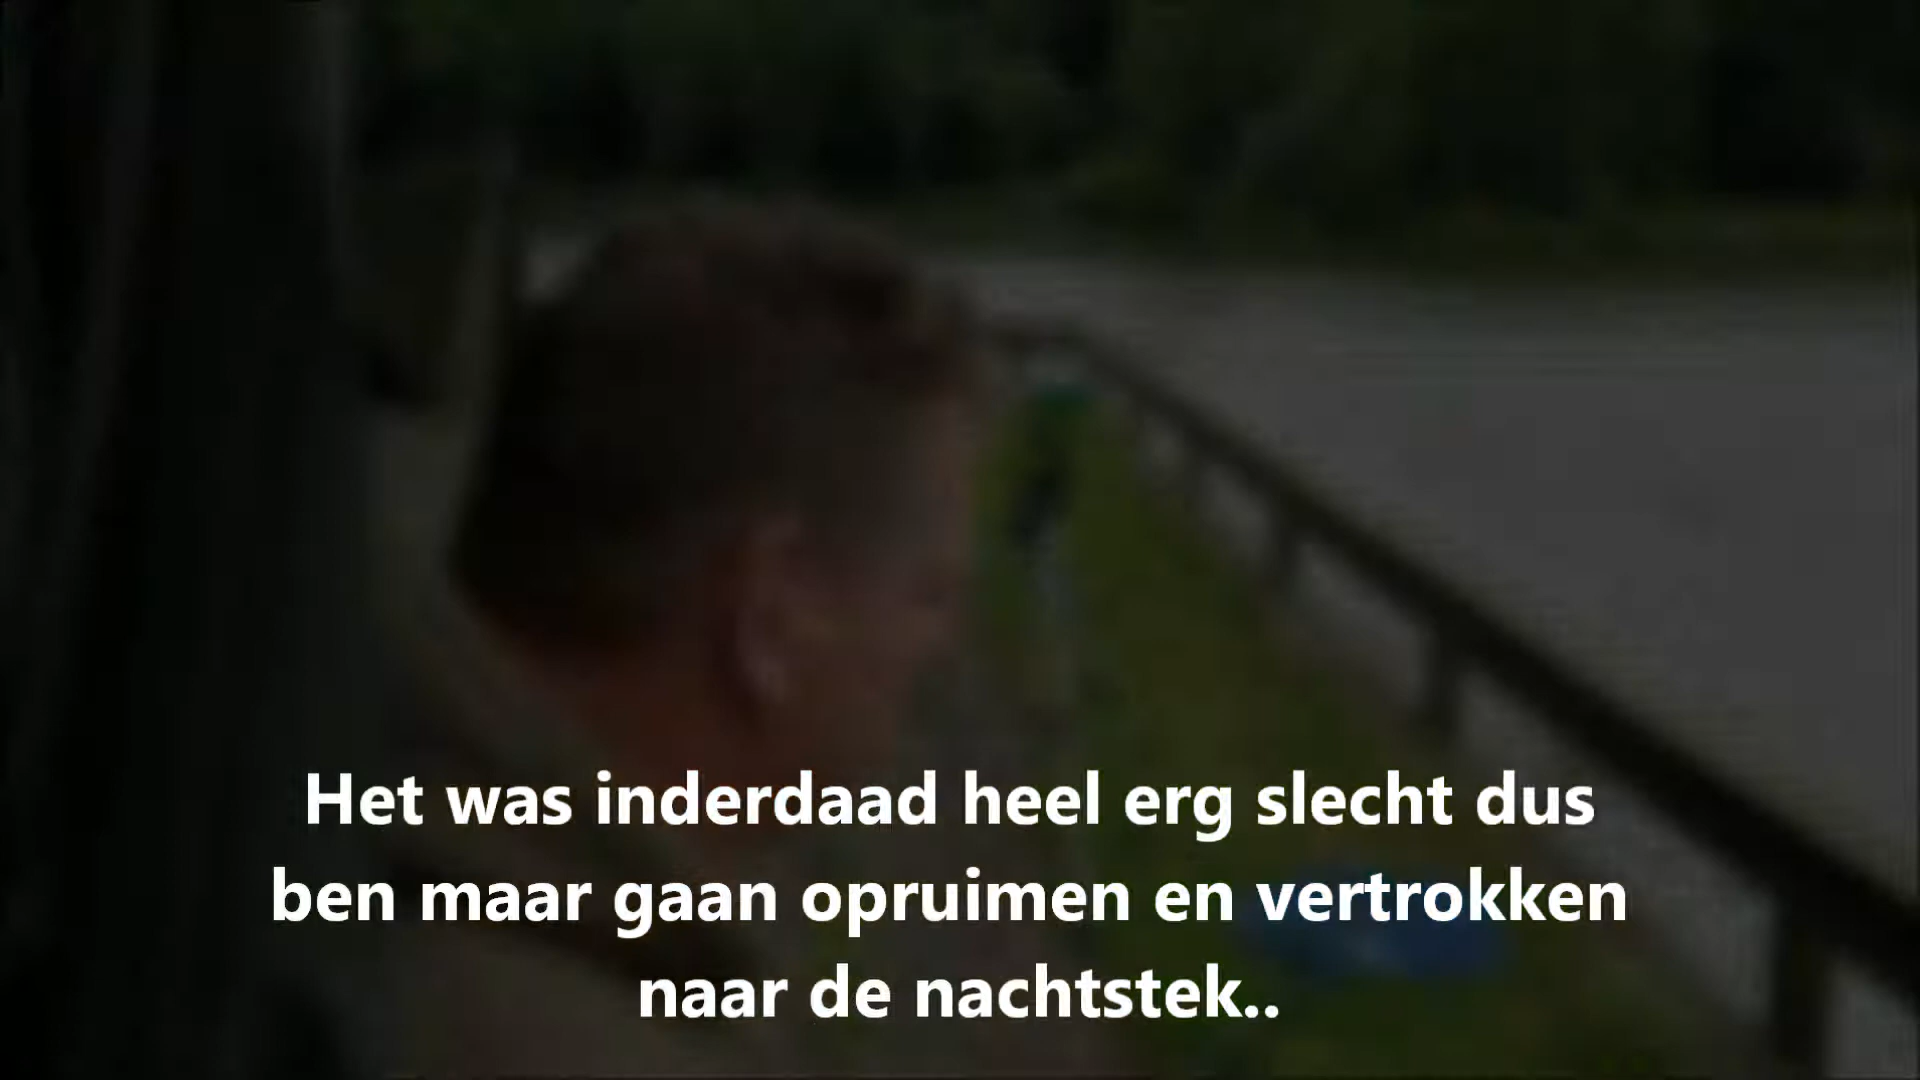 Het was inderdaad heel erg slecht dus
ben maar gaan opruimen en vertrokken
naar de nachtstek..